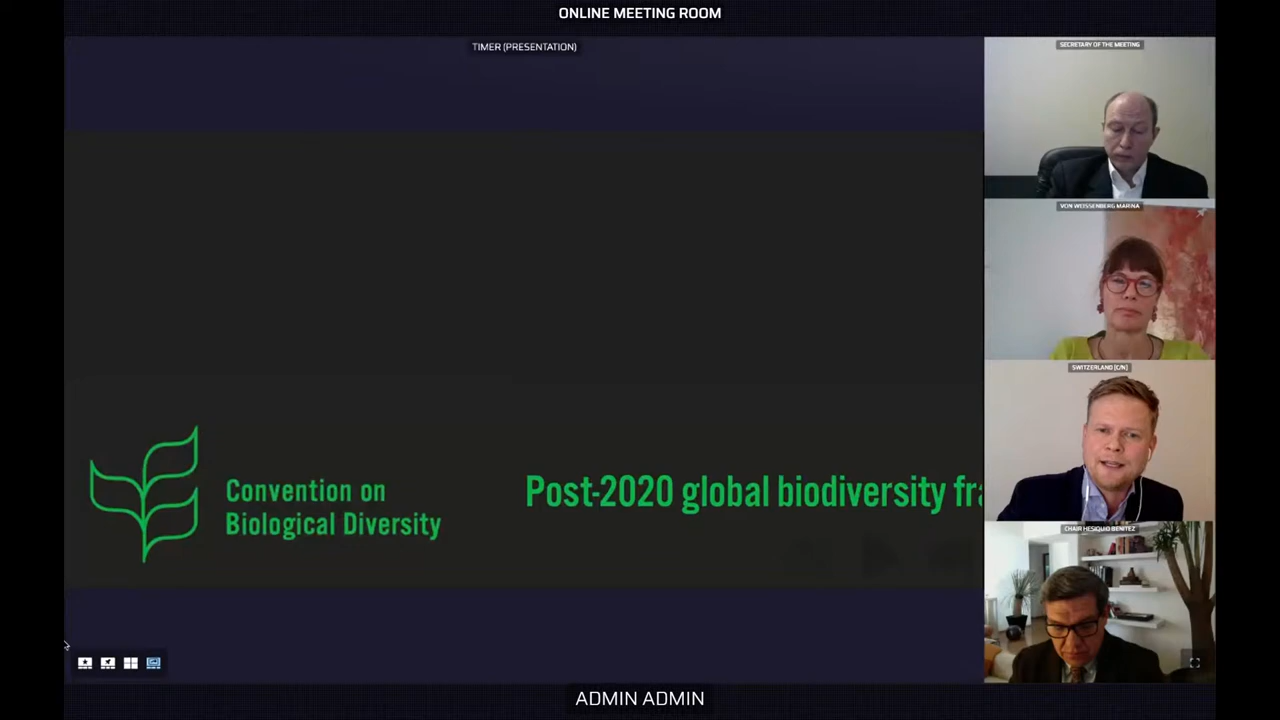 ONLINE MEETING ROOM
TIMER (PRESENTATION)
SECRETARY OF THE MEETING
VON WEISSENBERG MARINA
SWITZERLAND [C/N]
CHAIR HESIQUIO BENITEZ
Convention on
Biological Diversity
Post-2020 global biodiversity fra
ADMIN ADMIN